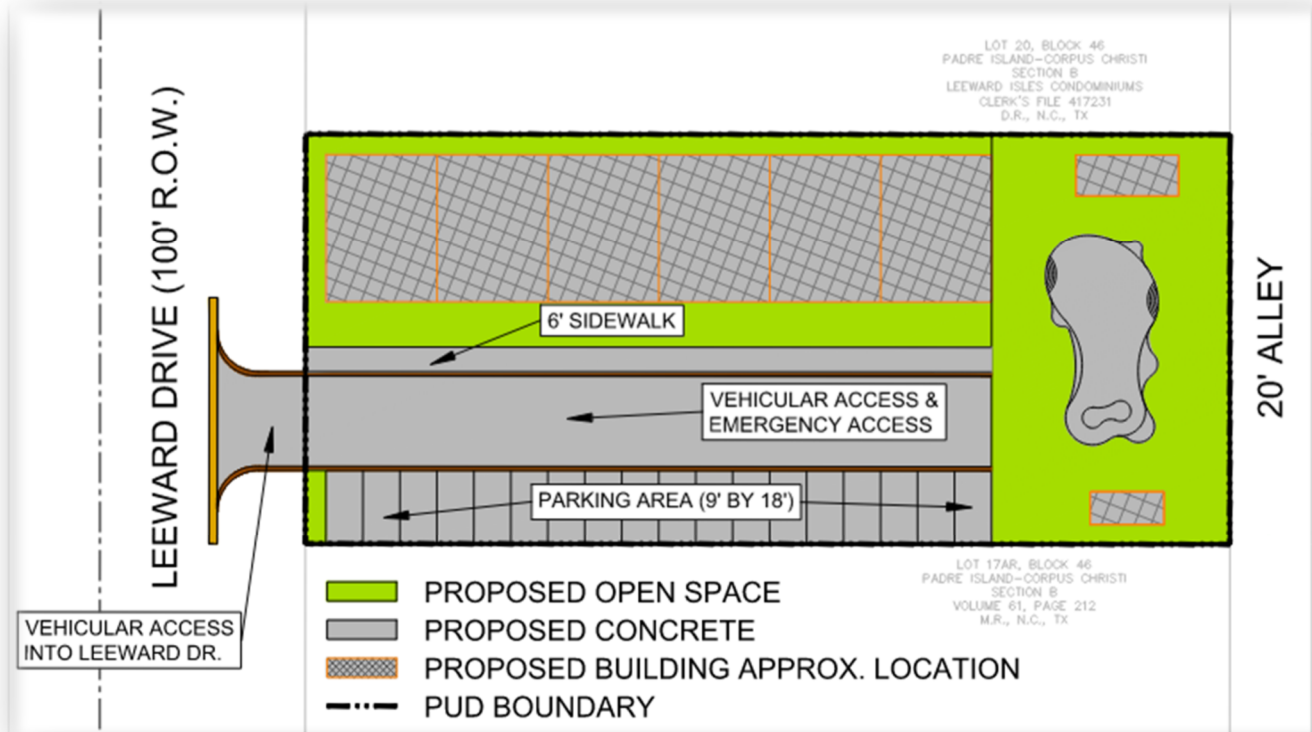 LOT 20, BLOCK 46
PADRE ISLAND-CORPUS CHRISTI
SECTION B
LEEWARD ISLES CONDOMINIUMS
CLERK'S FILE 417231
D.R., N.C., TX
LEEWARD DRIVE (100' R.O.W.)
6' SIDEWALK
VEHICULAR ACCESS &
EMERGENCY ACCESS
20' ALLEY
PARKING AREA (9' BY 18')
LOT 17AR, BLOCK 46
PADRE ISLAND-CORPUS CHRISTI
SECTION B
VOLUME 61, PAGE 212
M.R., N.C., TX
VEHICULAR ACCESS
INTO LEEWARD DR.
PROPOSED OPEN SPACE
PROPOSED CONCRETE
PROPOSED BUILDING APPROX. LOCATION
PUD BOUNDARY